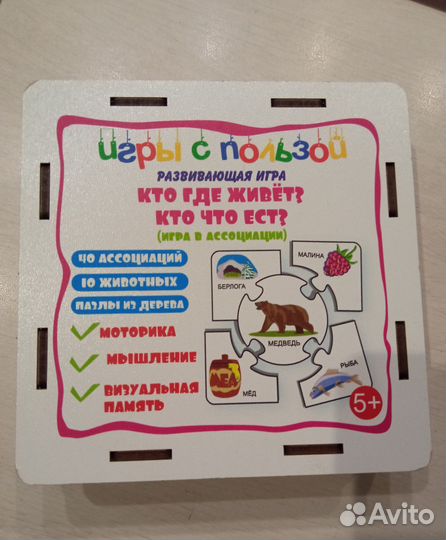 ИГРЫ С ПОЛЬЗОЙ
РАЗВИВАЮЩАЯ ИГРА
КТО ГДЕ ЖИВЁТ?
КТО ЧТО ЕСТ?
(ИГРА В АССОЦИАЦИИ)
40 АССОЦИАЦИЙ
10 ЖИВОТНЫХ
ПАЗЛЫ ИЗ ДЕРЕВА
МОТОРИКА
МЫШЛЕНИЕ
ВИЗУАЛЬНАЯ
ПАМЯТЬ
БЕРЛОГА
МАЛИНА
МЕДВЕДЬ
МЁД
МЁД
РЫБА
5+
Avito